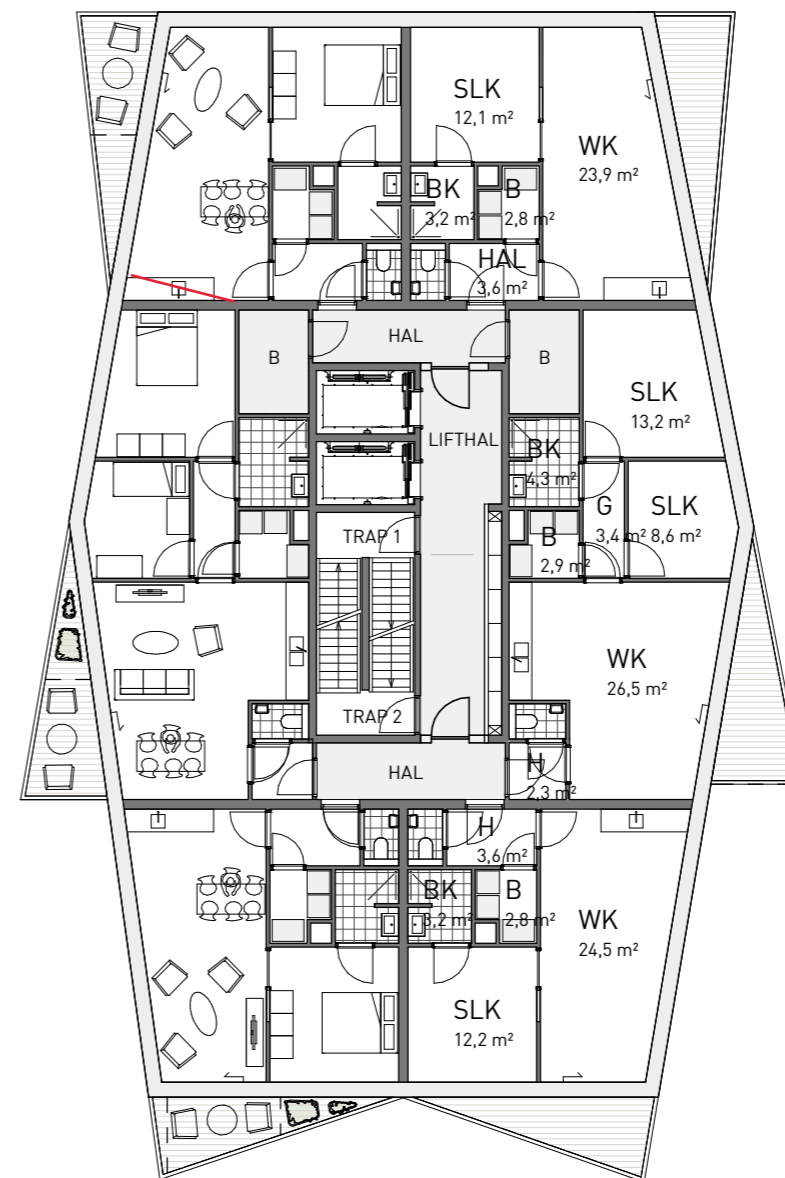 SLK
12,1 m²
WK
23,9 m²
BK
3,2 m²
B
2,8 m²
HAL
3,6 m²
HAL
B
B
SLK
13,2 m²
LIFTHAL
BK
4,3 m²
G
3,4 m²
SLK
8,6 m²
TRAP 1
B
2,9 m²
WK
26,5 m²
TRAP 2
HAL
H
2,3 m²
H
3,6 m²
BK
3,2 m²
B
2,8 m²
WK
24,5 m²
SLK
12,2 m²